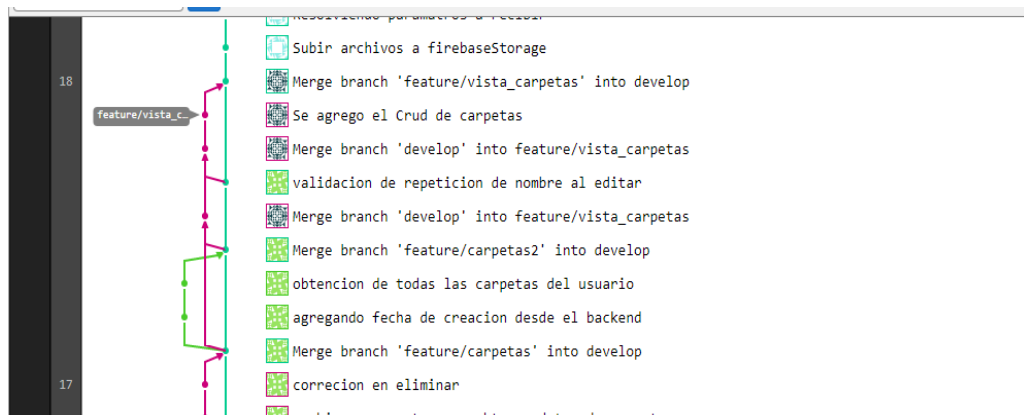 Resolviendo paramatros a recibir
Subir archivos a firebaseStorage
18 Merge branch 'feature/vista_carpetas' into develop
feature/vista_c… Se agrego el Crud de carpetas
Merge branch 'develop' into feature/vista_carpetas
validacion de repeticion de nombre al editar
Merge branch 'develop' into feature/vista_carpetas
Merge branch 'feature/carpetas2' into develop
obtencion de todas las carpetas del usuario
agregando fecha de creacion desde el backend
Merge branch 'feature/carpetas' into develop
17 correcion en eliminar